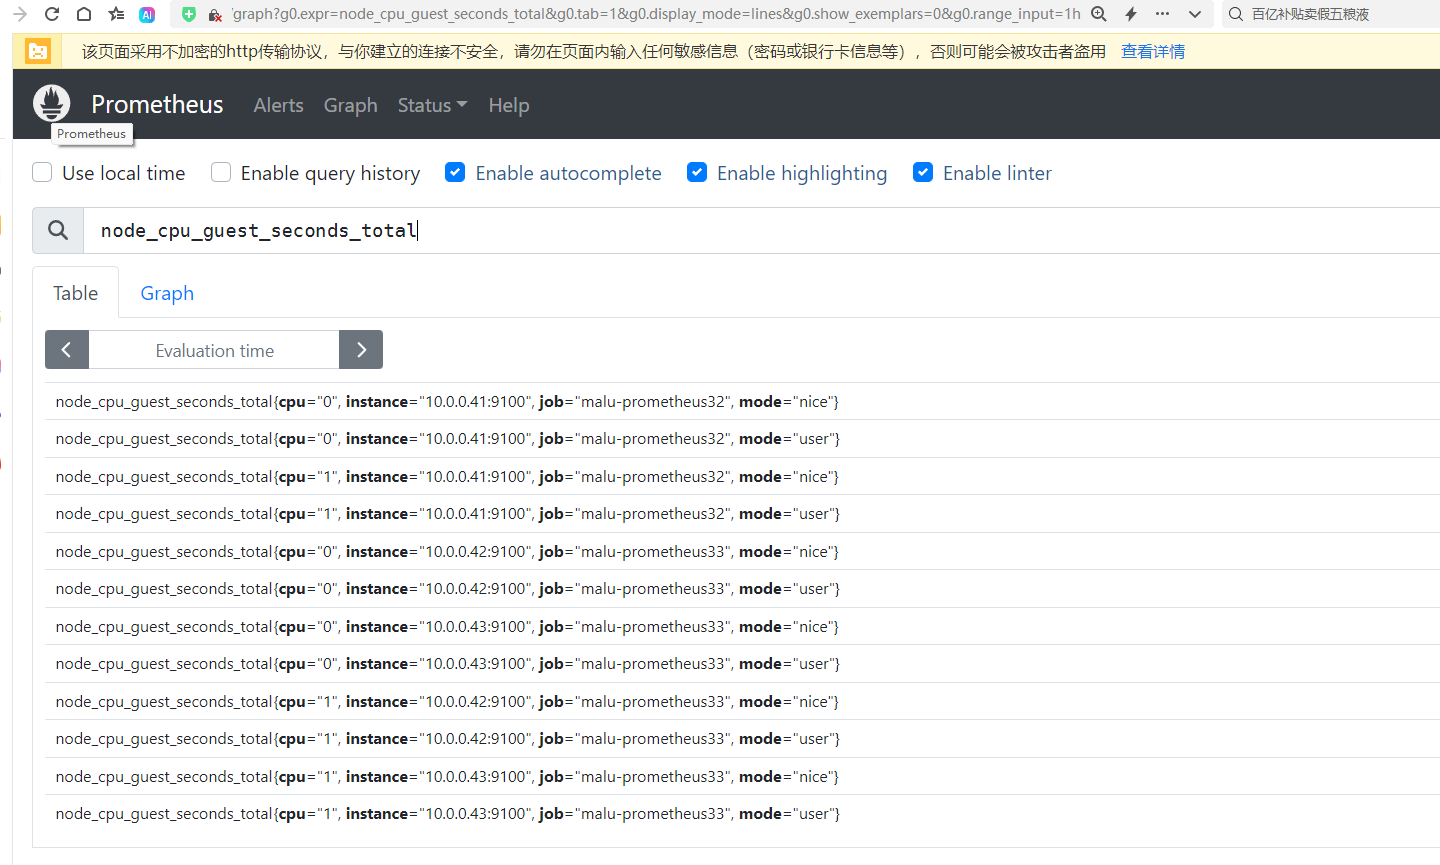 /graph?g0.expr=node_cpu_guest_seconds_total&g0.tab=1&g0.display_mode=lines&g0.show_exemplars=0&g0.range_input=1h
百亿补贴卖假五粮液
该页面采用不加密的http传输协议，与你建立的连接不安全，请勿在页面内输入任何敏感信息（密码或银行卡信息等），否则可能会被攻击者盗用 查看详情
Prometheus Alerts Graph Status Help
Prometheus
Use local time Enable query history Enable autocomplete Enable highlighting Enable linter
node_cpu_guest_seconds_total
Table Graph
Evaluation time
node_cpu_guest_seconds_total{cpu="0", instance="10.0.0.41:9100", job="malu-prometheus32", mode="nice"}
node_cpu_guest_seconds_total{cpu="0", instance="10.0.0.41:9100", job="malu-prometheus32", mode="user"}
node_cpu_guest_seconds_total{cpu="1", instance="10.0.0.41:9100", job="malu-prometheus32", mode="nice"}
node_cpu_guest_seconds_total{cpu="1", instance="10.0.0.41:9100", job="malu-prometheus32", mode="user"}
node_cpu_guest_seconds_total{cpu="0", instance="10.0.0.42:9100", job="malu-prometheus33", mode="nice"}
node_cpu_guest_seconds_total{cpu="0", instance="10.0.0.42:9100", job="malu-prometheus33", mode="user"}
node_cpu_guest_seconds_total{cpu="0", instance="10.0.0.43:9100", job="malu-prometheus33", mode="nice"}
node_cpu_guest_seconds_total{cpu="0", instance="10.0.0.43:9100", job="malu-prometheus33", mode="user"}
node_cpu_guest_seconds_total{cpu="1", instance="10.0.0.42:9100", job="malu-prometheus33", mode="nice"}
node_cpu_guest_seconds_total{cpu="1", instance="10.0.0.42:9100", job="malu-prometheus33", mode="user"}
node_cpu_guest_seconds_total{cpu="1", instance="10.0.0.43:9100", job="malu-prometheus33", mode="nice"}
node_cpu_guest_seconds_total{cpu="1", instance="10.0.0.43:9100", job="malu-prometheus33", mode="user"}